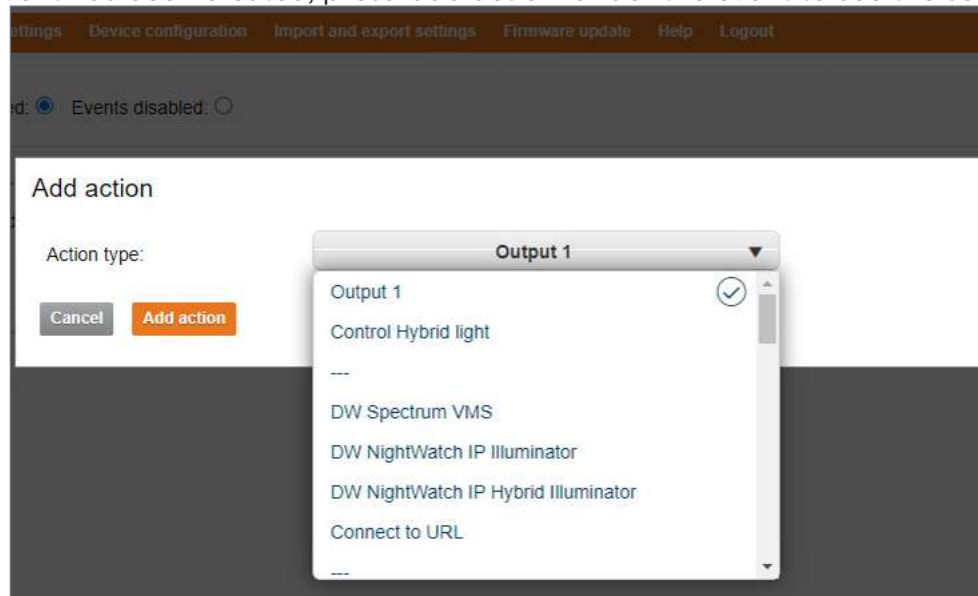 ettings Device configuration Import and export settings Firmware update Help Logout
ed: Events disabled:
Add action
Action type:
Output 1
Output 1
Control Hybrid light
---
DW Spectrum VMS
DW NightWatch IP Illuminator
DW NightWatch IP Hybrid Illuminator
Connect to URL
---
Cancel
Add action